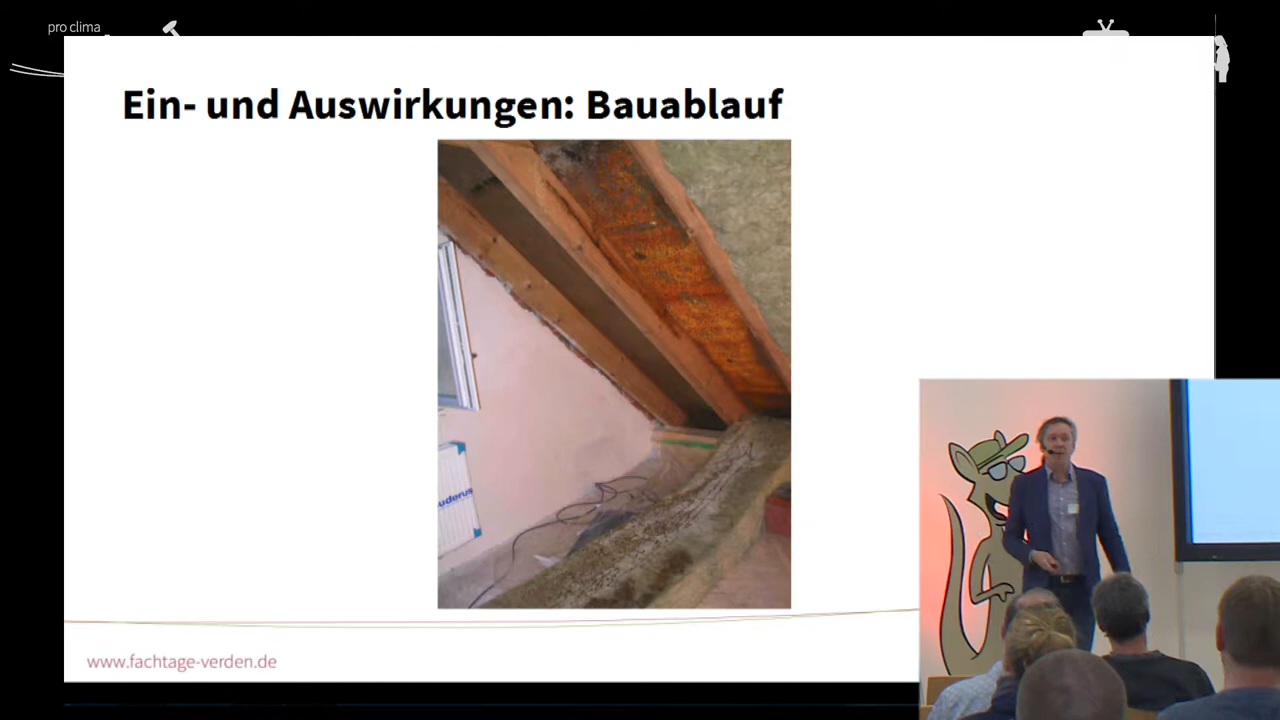 pro clima
Ein- und Auswirkungen: Bauablauf
uderus
www.fachtage-verden.de